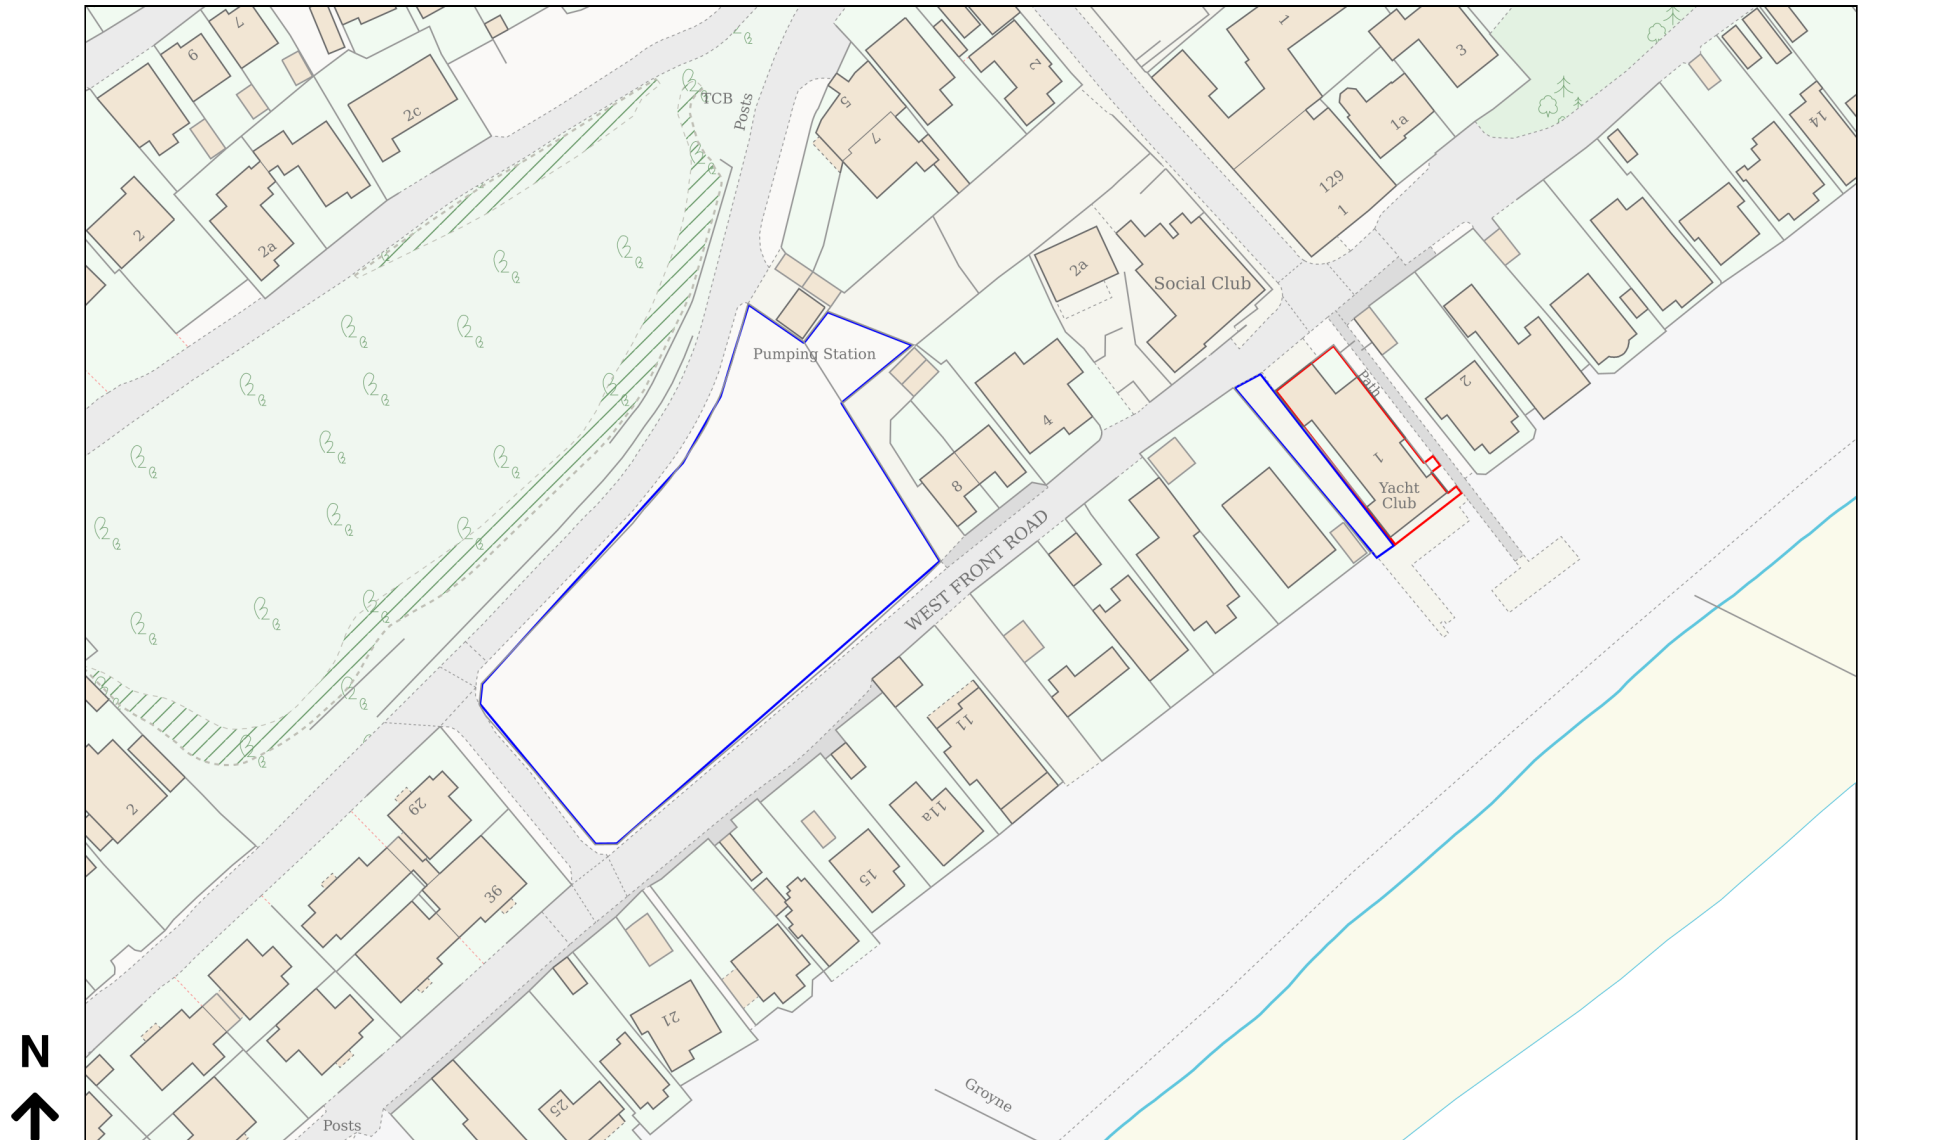 7
6
2c
2
2a
TCB
Posts
5
7
2
1
3
1a
14
129
1
2a
Social Club
Pumping Station
4
8
Path
2
1
Yacht
Club
WEST FRONT ROAD
11
11a
15
2
29
36
21
25
Groyne
Posts
N